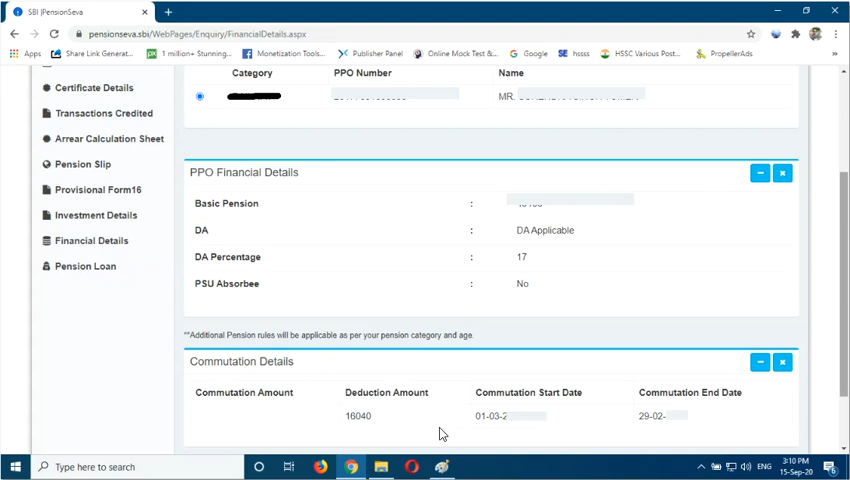 SBI |PensionSeva
pensionseva.sbi/WebPages/Enquiry/FinancialDetails.aspx
Apps Share Link Generat... 1 million+ Stunning... Monetization Tools... Publisher Panel Online Mock Test &... Google hssss HSSC Various Post... PropellerAds
Category PPO Number Name
MR.
Certificate Details
Transactions Credited
Arrear Calculation Sheet
Pension Slip
Provisional Form16
Investment Details
Financial Details
Pension Loan
PPO Financial Details
Basic Pension :
DA : DA Applicable
DA Percentage : 17
PSU Absorbee : No
**Additional Pension rules will be applicable as per your pension category and age.
Commutation Details
Commutation Amount Deduction Amount Commutation Start Date Commutation End Date
16040 01-03-2 29-02-
Type here to search
ENG
3:10 PM
15-Sep-20